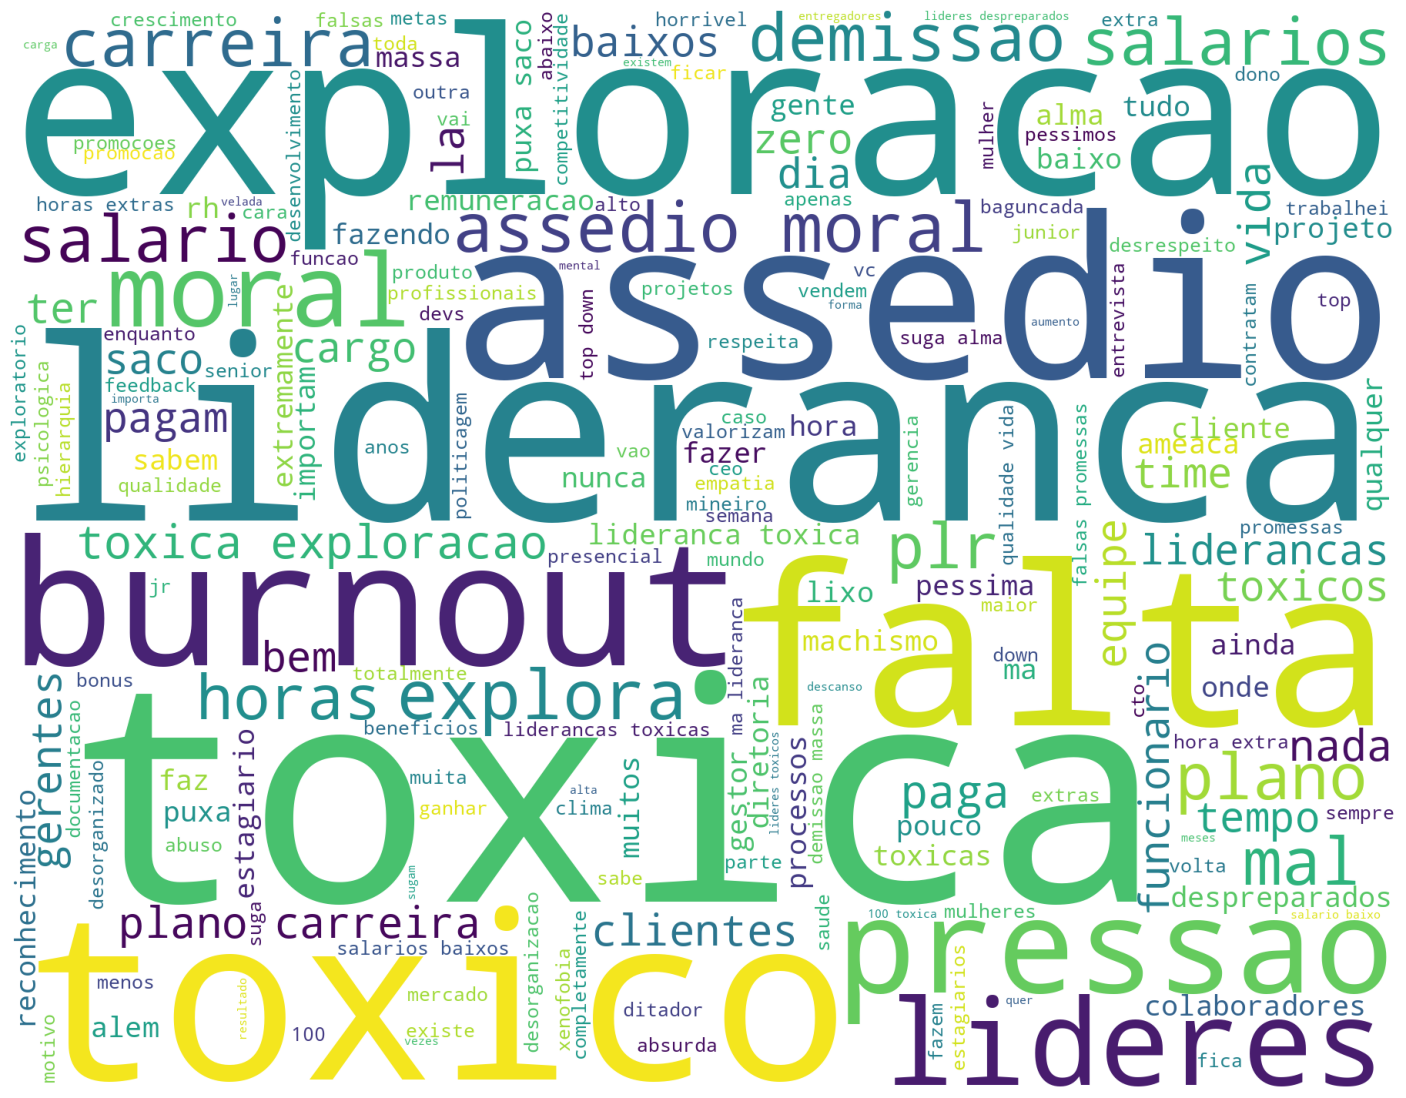 carga
crescimento
falsas
metas
entregadores
lideres despreparados
horrivel
extra
carreira
toda
massa
baixos
demissao
salarios
exploracao
existem
ficar
abaixo
puxa saco
competitividade
dono
outra
vai
la
gente
zero
dia
alma
pessimos
baixo
tudo
mulher
promocoes
promocao
desenvolvimento
horas extras
rh
velada
cara
remuneracao
alto
apenas
baguncada
trabalhei
vida
projeto
salario
fazendo
assedio moral
junior
desrespeito
funcao
moral
ter
produto
profissionais
devs
mental
assedio
projetos
vc
vendem
forma
aumento
top
lugar
top down
respeita
suga alma
entrevista
contratam
enquanto
saco
senior
cargo
exploratorio
psicologica
hierarquia
feedback
importa
extremamente
importam
lideranca
pagam
sabem
qualidade
anos
politicagem
caso
valorizam
hora
fazer
vao
ceo
nunca
empatia
mineiro
semana
gerencia
qualidade vida
falsas promessas
cliente
ameaca
time
qualquer
toxica exploracao
lideranca toxica
presencial
mundo
plr
promessas
liderancas
equipe
toxicos
jr
burnout
lixo
pessima
maior
falta
machismo
down
ma
ainda
onde
bem
totalmente
bonus
horas
explora
beneficios
liderancas toxicas
ma lideranca
diretoria
gestor
descanso
cto
funcionario
hora extra
nada
plano
gerentes
documentacao
desorganizado
toxica
faz
puxa
abuso
estagiario
muita
ganhar
alta
clima
muitos
lideres toxicos
demissao massa
processos
paga
extras
pouco
toxicas
tempo
sempre
meses
volta
mal
reconhecimento
sabe
parte
sugam
despreparados
plano carreira
suga
salarios baixos
desorganizacao
clientes
saude
100 toxica
mulheres
salario baixo
pressao
toxico
menos
alem
motivo
resultado
100
mercado
existe
vezes
xenofobia
completamente
ditador
absurda
lideres
quer
colaboradores
fazem
estagiarios
fica